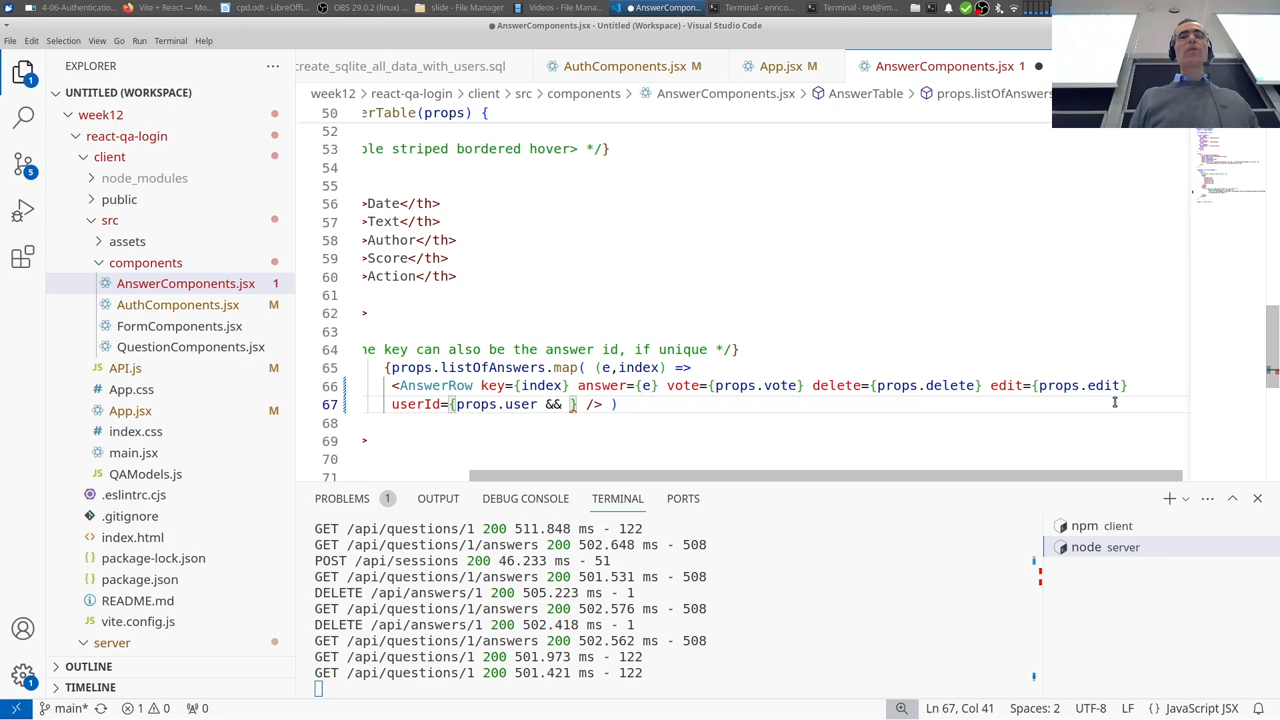 Vite + React — M...
cpd.odt - LibreOffi...
OBS 29.0.2 (linux) ...
slide - File Manager
Videos - File Mana...
AnswerCompon...
Terminal - enrico...
Terminal - ted@im...
AnswerComponents.jsx - Untitled (Workspace) - Visual Studio Code
File Edit Selection View Go Run Terminal Help
EXPLORER
create_sqlite_all_data_with_users.sql
AuthComponents.jsx M
App.jsx M
AnswerComponents.jsx 1
UNTITLED (WORKSPACE)
week12 > react-qa-login > client > src > components > AnswerComponents.jsx > AnswerTable > props.listOfAnswers
week12
react-qa-login
client
node_modules
public
src
assets
components
AnswerComponents.jsx 1
AuthComponents.jsx M
FormComponents.jsx
QuestionComponents.jsx
API.js M
App.css
App.jsx M
index.css
main.jsx
QAModels.js
.eslintrc.cjs
.gitignore
index.html
package-lock.json
package.json
README.md
vite.config.js
server
OUTLINE
TIMELINE
50 Table(props) {
52
53 ple striped bordered hover> */}
54
55
56 >Date</th>
57 >Text</th>
58 >Author</th>
59 >Score</th>
60 >Action</th>
61
62 >
63
64 he key can also be the answer id, if unique */}
65 {props.listOfAnswers.map( (e,index) =>
66 <AnswerRow key={index} answer={e} vote={props.vote} delete={props.delete} edit={props.edit}
67 userId={props.user && } /> )
68
69 >
70
71
PROBLEMS 1 OUTPUT DEBUG CONSOLE TERMINAL PORTS
GET /api/questions/1 200 511.848 ms - 122
GET /api/questions/1/answers 200 502.648 ms - 508
POST /api/sessions 200 46.233 ms - 51
GET /api/questions/1/answers 200 501.531 ms - 508
DELETE /api/answers/1 200 505.223 ms - 1
GET /api/questions/1/answers 200 502.576 ms - 508
DELETE /api/answers/1 200 502.418 ms - 1
GET /api/questions/1/answers 200 502.562 ms - 508
GET /api/questions/1 200 501.973 ms - 122
GET /api/questions/1 200 501.421 ms - 122
npm client
node server
main* 1 0 0 Ln 67, Col 41 Spaces: 2 UTF-8 LF {} JavaScript JSX